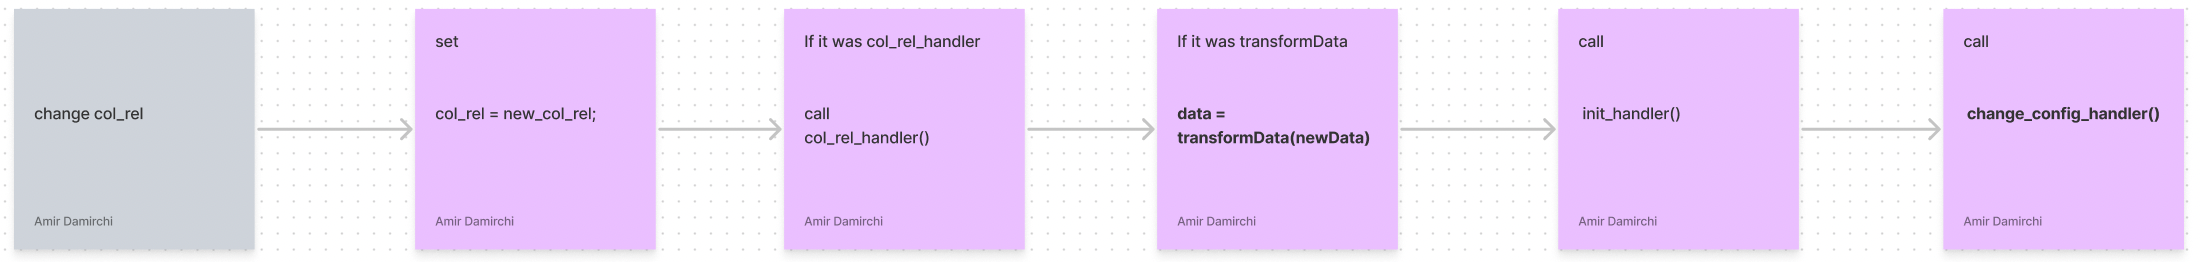 change col_rel
Amir Damirchi
set
col_rel = new_col_rel;
Amir Damirchi
If it was col_rel_handler
call
col_rel_handler()
Amir Damirchi
If it was transformData
data =
transformData(newData)
Amir Damirchi
call
init_handler()
Amir Damirchi
call
change_config_handler()
Amir Damirchi